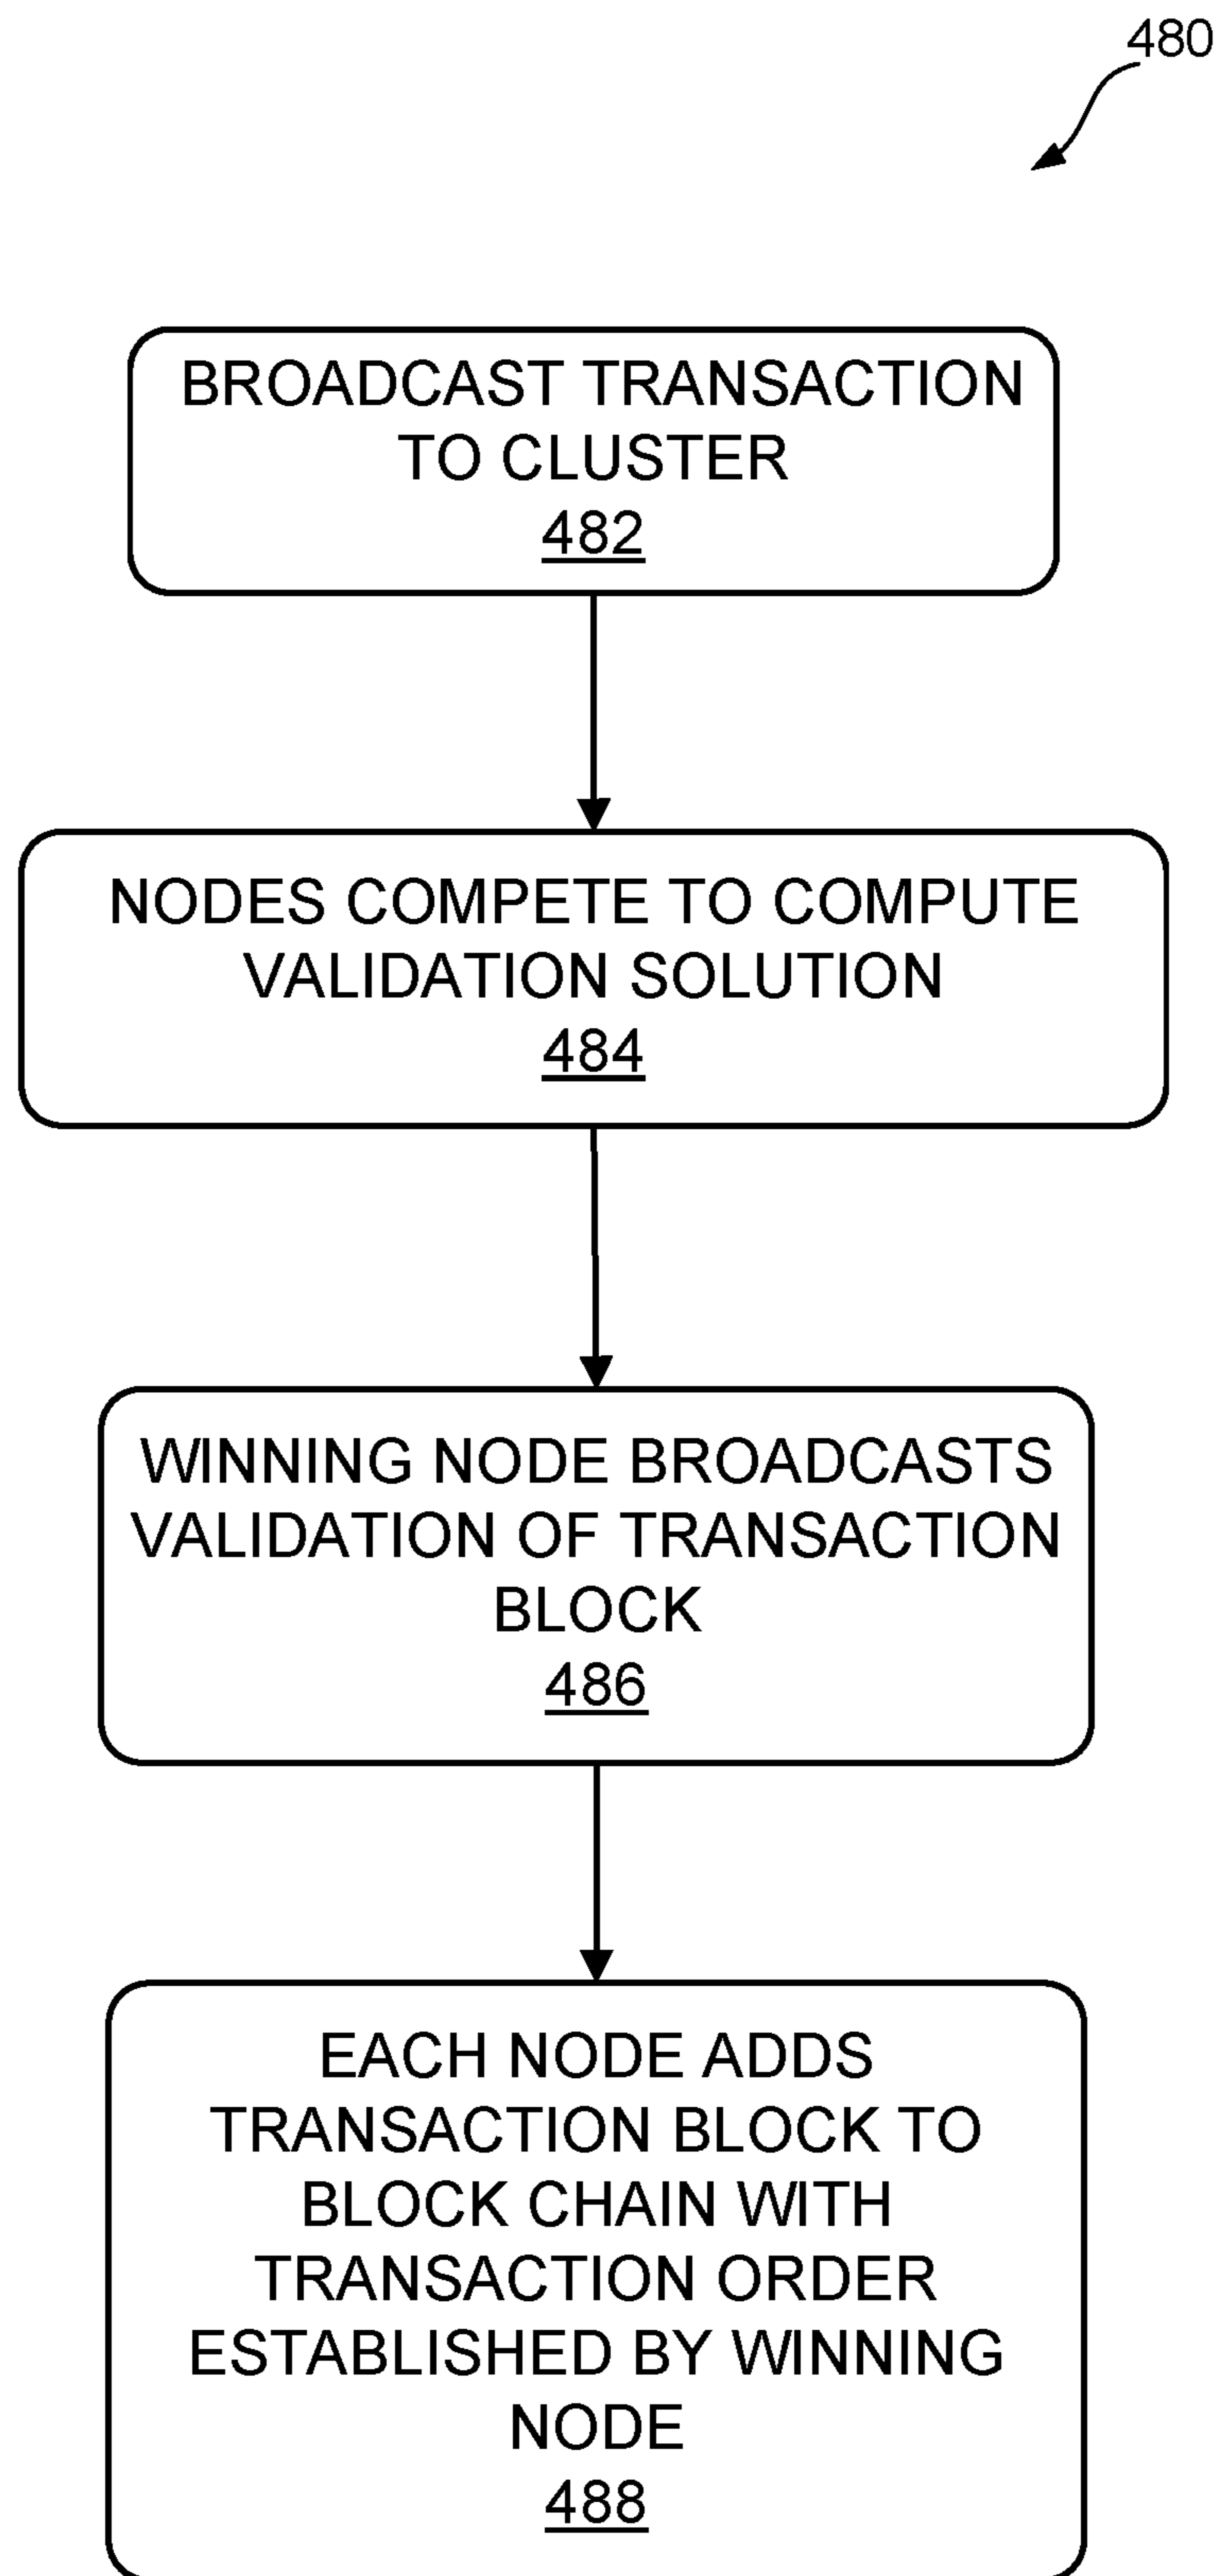 480
BROADCAST TRANSACTION
TO CLUSTER
482
NODES COMPETE TO COMPUTE
VALIDATION SOLUTION
484
WINNING NODE BROADCASTS
VALIDATION OF TRANSACTION
BLOCK
486
EACH NODE ADDS
TRANSACTION BLOCK TO
BLOCK CHAIN WITH
TRANSACTION ORDER
ESTABLISHED BY WINNING
NODE
488